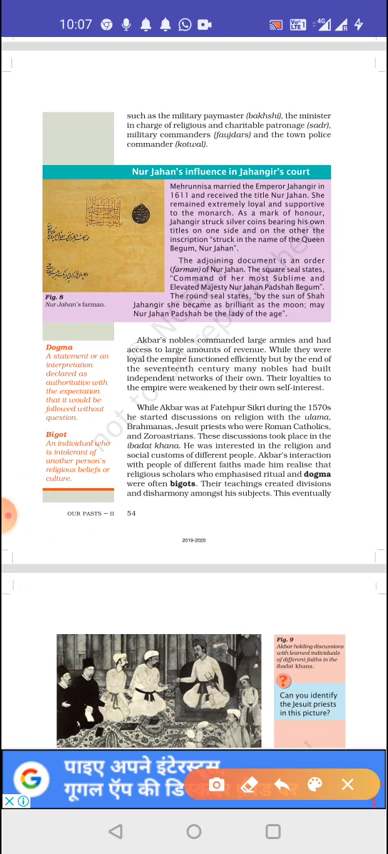 10:07
4G
R
such as the military paymaster (bakhshi), the minister
in charge of religious and charitable patronage (sadr),
military commanders (faujdars) and the town police
commander (kotwal).
Nur Jahan's influence in Jahangir's court
Mehrunnisa married the Emperor Jahangir in
1611 and received the title Nur Jahan. She
remained extremely loyal and supportive
to the monarch. As a mark of honour,
Jahangir struck silver coins bearing his own
titles on one side and on the other the
inscription "struck in the name of the Queen
Begum, Nur Jahan".
The adjoining document is an order
(farman) of Nur Jahan. The square seal states,
"Command of her most Sublime and
Elevated Majesty Nur Jahan Padshah Begum".
The round seal states, "by the sun of Shah
Jahangir she became as brilliant as the moon; may
Nur Jahan Padshah be the lady of the age".
Fig. 8
Nur Jahan's farman.
Akbar's nobles commanded large armies and had
access to large amounts of revenue. While they were
loyal the empire functioned efficiently but by the end of
the seventeenth century many nobles had built
independent networks of their own. Their loyalties to
the empire were weakened by their own self-interest.
Dogma
A statement or an
interpretation
declared as
authoritative with
the expectation
that it would be
followed without
question.
Bigot
An individual who
is intolerant of
another person's
religious beliefs or
culture.
While Akbar was at Fatehpur Sikri during the 1570s
he started discussions on religion with the ulama,
Brahmanas, Jesuit priests who were Roman Catholics,
and Zoroastrians. These discussions took place in the
ibadat khana. He was interested in the religion and
social customs of different people. Akbar's interaction
with people of different faiths made him realise that
religious scholars who emphasised ritual and dogma
were often bigots. Their teachings created divisions
and disharmony amongst his subjects. This eventually
OUR PASTS – II 54
2019-2020
Fig. 9
Akbar holding discussions
with learned individuals
of different faiths in the
ibadat khana.
?
Can you identify
the Jesuit priests
in this picture?
पाइए अपने इंटरेस्ट्स,
गूगल ऐप की